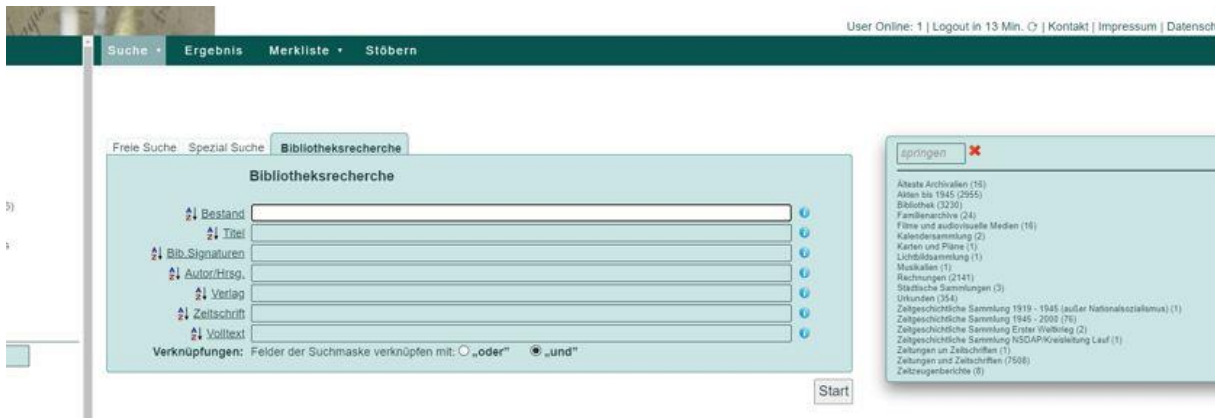 User Online: 1 | Logout in 13 Min. | Kontakt | Impressum | Datensch
Suche Ergebnis Merkliste Stöbern
5)
s
Freie Suche Spezial Suche Bibliotheksrecherche
Bibliotheksrecherche
Bestand
Titel
Bib.Signaturen
Autor/Hrsg.
Verlag
Zeitschrift
Volltext
Verknüpfungen: Felder der Suchmaske verknüpfen mit: „oder" „und"
Start
springen
Älteste Archivalien (16)
Akten bis 1945 (2955)
Bibliothek (3230)
Familienarchive (24)
Filme und audiovisuelle Medien (16)
Kalendersammlung (2)
Karten und Pläne (1)
Lichtbildsammlung (1)
Musikalien (1)
Rechnungen (2141)
Städtische Sammlungen (3)
Urkunden (354)
Zeitgeschichtliche Sammlung 1919 - 1945 (außer Nationalsozialismus) (1)
Zeitgeschichtliche Sammlung 1945 - 2000 (76)
Zeitgeschichtliche Sammlung Erster Weltkrieg (2)
Zeitgeschichtliche Sammlung NSDAP/Kreisleitung Lauf (1)
Zeitungen un Zeitschriften (1)
Zeitungen und Zeitschriften (7508)
Zeitzeugenberichte (8)